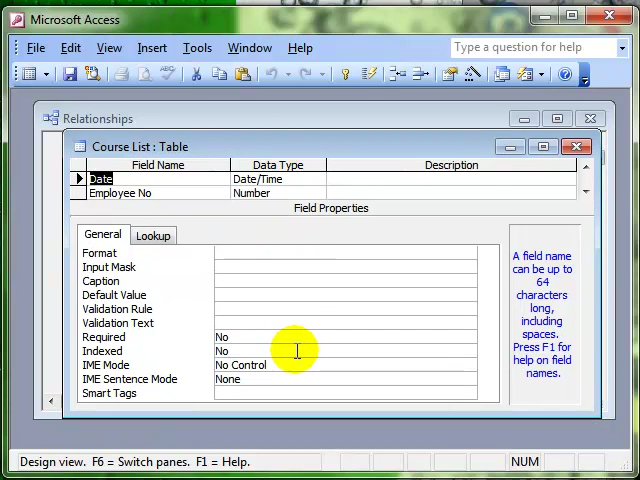 Microsoft Access
File Edit View Insert Tools Window Help Type a question for help
Relationships
Course List : Table
Field Name Data Type Description
Date Date/Time
Employee No Number
Field Properties
General Lookup
Format
Input Mask
Caption
Default Value
Validation Rule
Validation Text
Required No
Indexed No
IME Mode No Control
IME Sentence Mode None
Smart Tags
A field name
can be up to
64
characters
long,
including
spaces.
Press F1 for
help on field
names.
Design view. F6 = Switch panes. F1 = Help. NUM